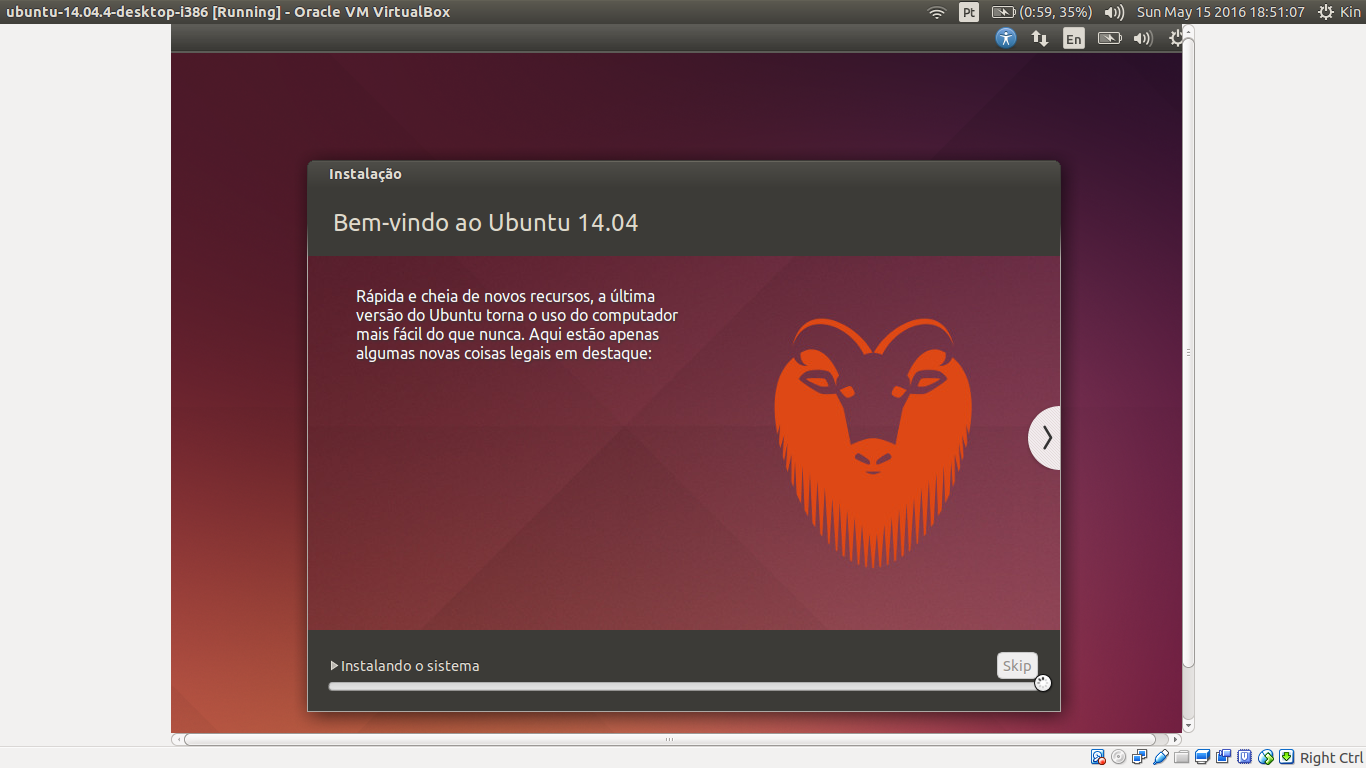 ubuntu-14.04.4-desktop-i386 [Running] - Oracle VM VirtualBox
Pt (0:59, 35%) Sun May 15 2016 18:51:07 Kin
En
Instalação
Bem-vindo ao Ubuntu 14.04
Rápida e cheia de novos recursos, a última
versão do Ubuntu torna o uso do computador
mais fácil do que nunca. Aqui estão apenas
algumas novas coisas legais em destaque:
Instalando o sistema
Skip
Right Ctrl